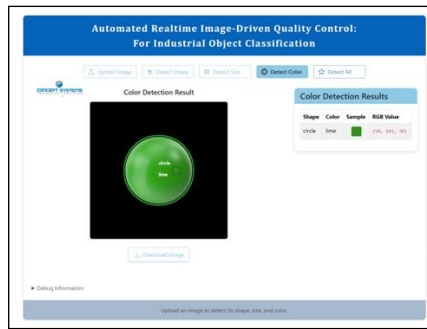 Automated Realtime Image-Driven Quality Control:
For Industrial Object Classification
Upload Image
Detect Shape
Detect Size
Detect Color
Detect All
CONCEPT SYSTEMS
Color Detection Result
Color Detection Results
Shape Color Sample RGB Value
circle lime
circle
lime
Download Image
Debug Information
Upload an image to detect its shape, size, and color.